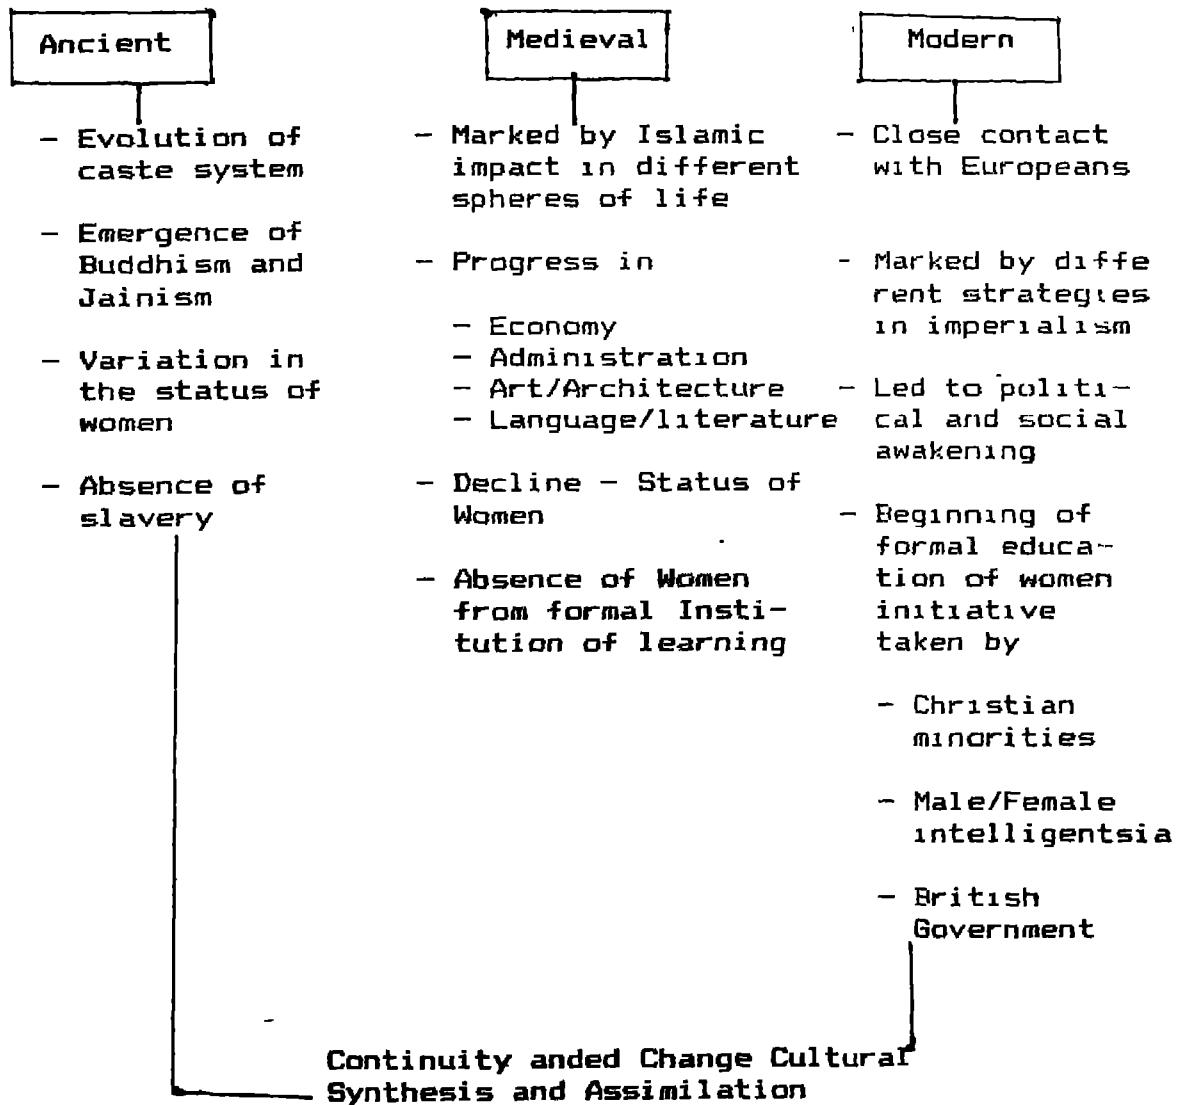 Ancient
— Evolution of
caste system
— Emergence of
Buddhism and
Jainism
— Variation in
the status of
women
— Absence of
slavery
Medieval
— Marked by Islamic
impact in different
spheres of life
— Progress in
— Economy
— Administration
— Art/Architecture
— Language/literature
— Decline — Status of
Women
— Absence of Women
from formal Insti-
tution of learning
Modern
— Close contact
with Europeans
- Marked by diffe
rent strategies
in imperialism
— Led to politi-
cal and social
awakening
— Beginning of
formal educa-
tion of women
initiative
taken by
— Christian
minorities
— Male/Female
intelligentsia
— British
Government
Continuity anded Change Cultural
Synthesis and Assimilation